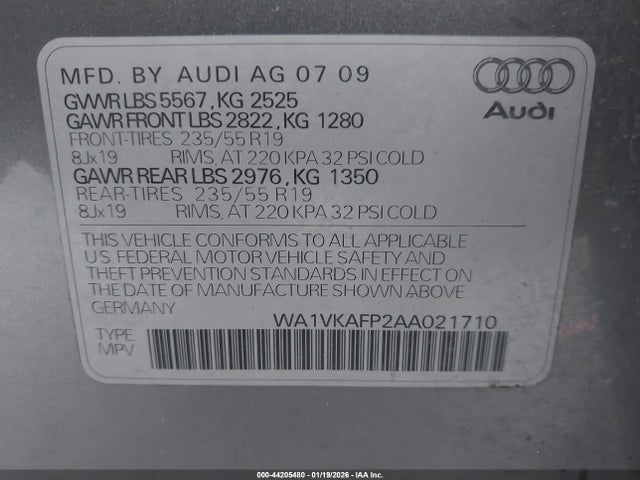 MFD. BY AUDI AG 07 09
GVWR LBS 5567, KG 2525
GAWR FRONT LBS 2822, KG 1280
FRONT-TIRES 235/55 R19
8Jx19 RIMS, AT 220 KPA 32 PSI COLD
GAWR REAR LBS 2976, KG 1350
REAR-TIRES 235/55 R19
8Jx19 RIMS, AT 220 KPA 32 PSI COLD
Audi
THIS VEHICLE CONFORMS TO ALL APPLICABLE
U.S. FEDERAL MOTOR VEHICLE SAFETY AND
THEFT PREVENTION STANDARDS IN EFFECT ON
THE DATE OF MANUFACTURE SHOWN ABOVE
GERMANY
WA1VKAFP2AA021710
TYPE
MPV
000-44205480 - 01/19/2026 - IAA Inc.